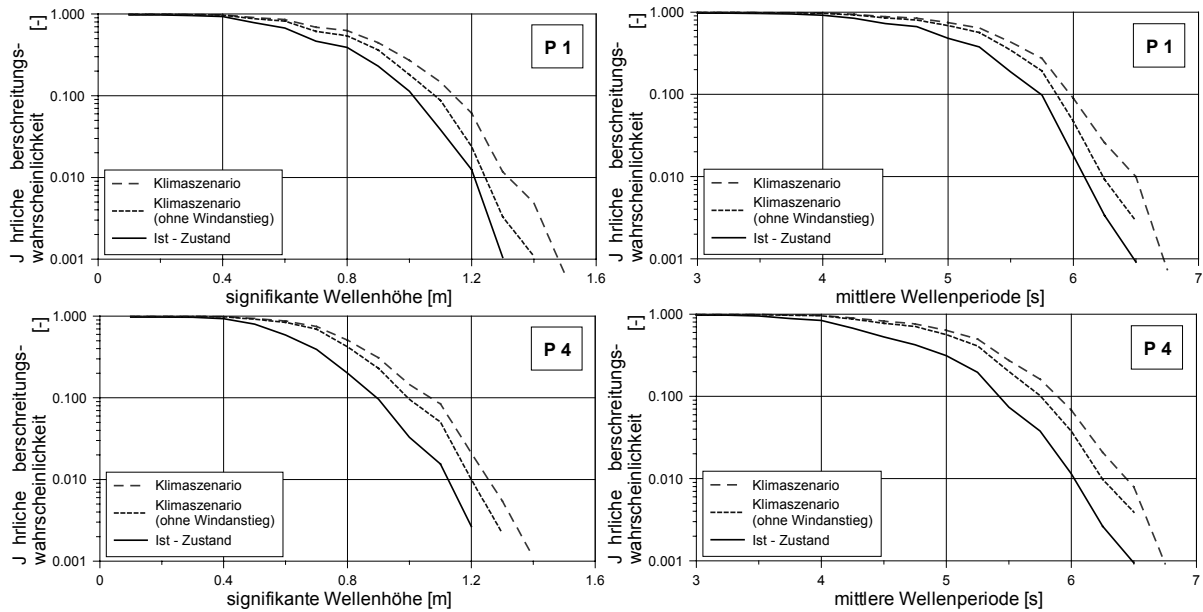 J hrliche berschreitungs-
wahrscheinlichkeit [-]
1.000
0.100
0.010
0.001
P 1
Klimaszenario
Klimaszenario
(ohne Windanstieg)
Ist - Zustand
0 0.4 0.8 1.2 1.6
signifikante Wellenhöhe [m]
J hrliche berschreitungs-
wahrscheinlichkeit [-]
1.000
0.100
0.010
0.001
P 1
Klimaszenario
Klimaszenario
(ohne Windanstieg)
Ist - Zustand
3 4 5 6 7
mittlere Wellenperiode [s]
J hrliche berschreitungs-
wahrscheinlichkeit [-]
1.000
0.100
0.010
0.001
P 4
Klimaszenario
Klimaszenario
(ohne Windanstieg)
Ist - Zustand
0 0.4 0.8 1.2 1.6
signifikante Wellenhöhe [m]
J hrliche berschreitungs-
wahrscheinlichkeit [-]
1.000
0.100
0.010
0.001
P 4
Klimaszenario
Klimaszenario
(ohne Windanstieg)
Ist - Zustand
3 4 5 6 7
mittlere Wellenperiode [s]